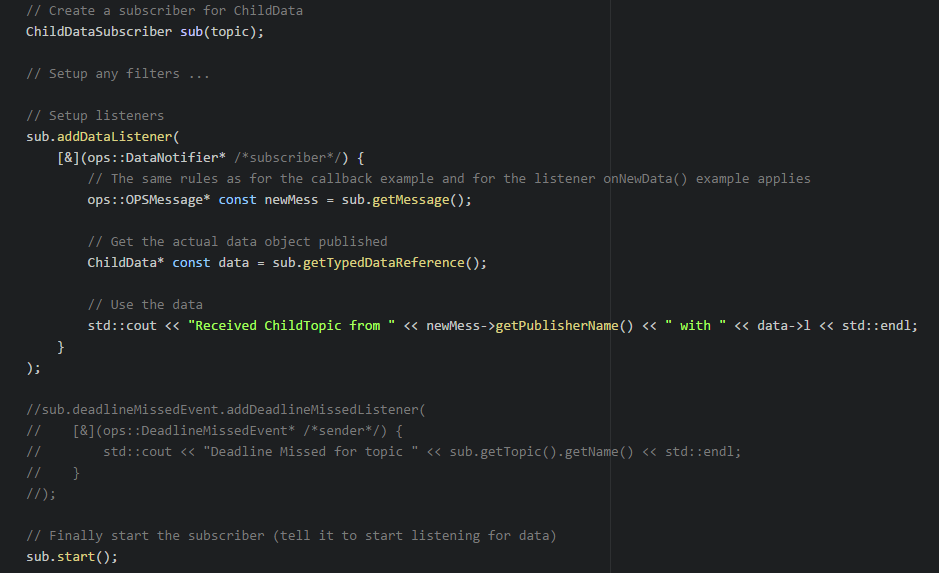 // Create a subscriber for ChildData
ChildDataSubscriber sub(topic);
// Setup any filters ...
// Setup listeners
sub.addDataListener(
[&](ops::DataNotifier* /*subscriber*/) {
// The same rules as for the callback example and for the listener onNewData() example applies
ops::OPSMessage* const newMess = sub.getMessage();
// Get the actual data object published
ChildData* const data = sub.getTypedDataReference();
// Use the data
std::cout << "Received ChildTopic from " << newMess->getPublisherName() << " with " << data->l << std::endl;
}
);
//sub.deadlineMissedEvent.addDeadlineMissedListener(
//    [&](ops::DeadlineMissedEvent* /*sender*/) {
//        std::cout << "Deadline Missed for topic " << sub.getTopic().getName() << std::endl;
//    }
//);
// Finally start the subscriber (tell it to start listening for data)
sub.start();